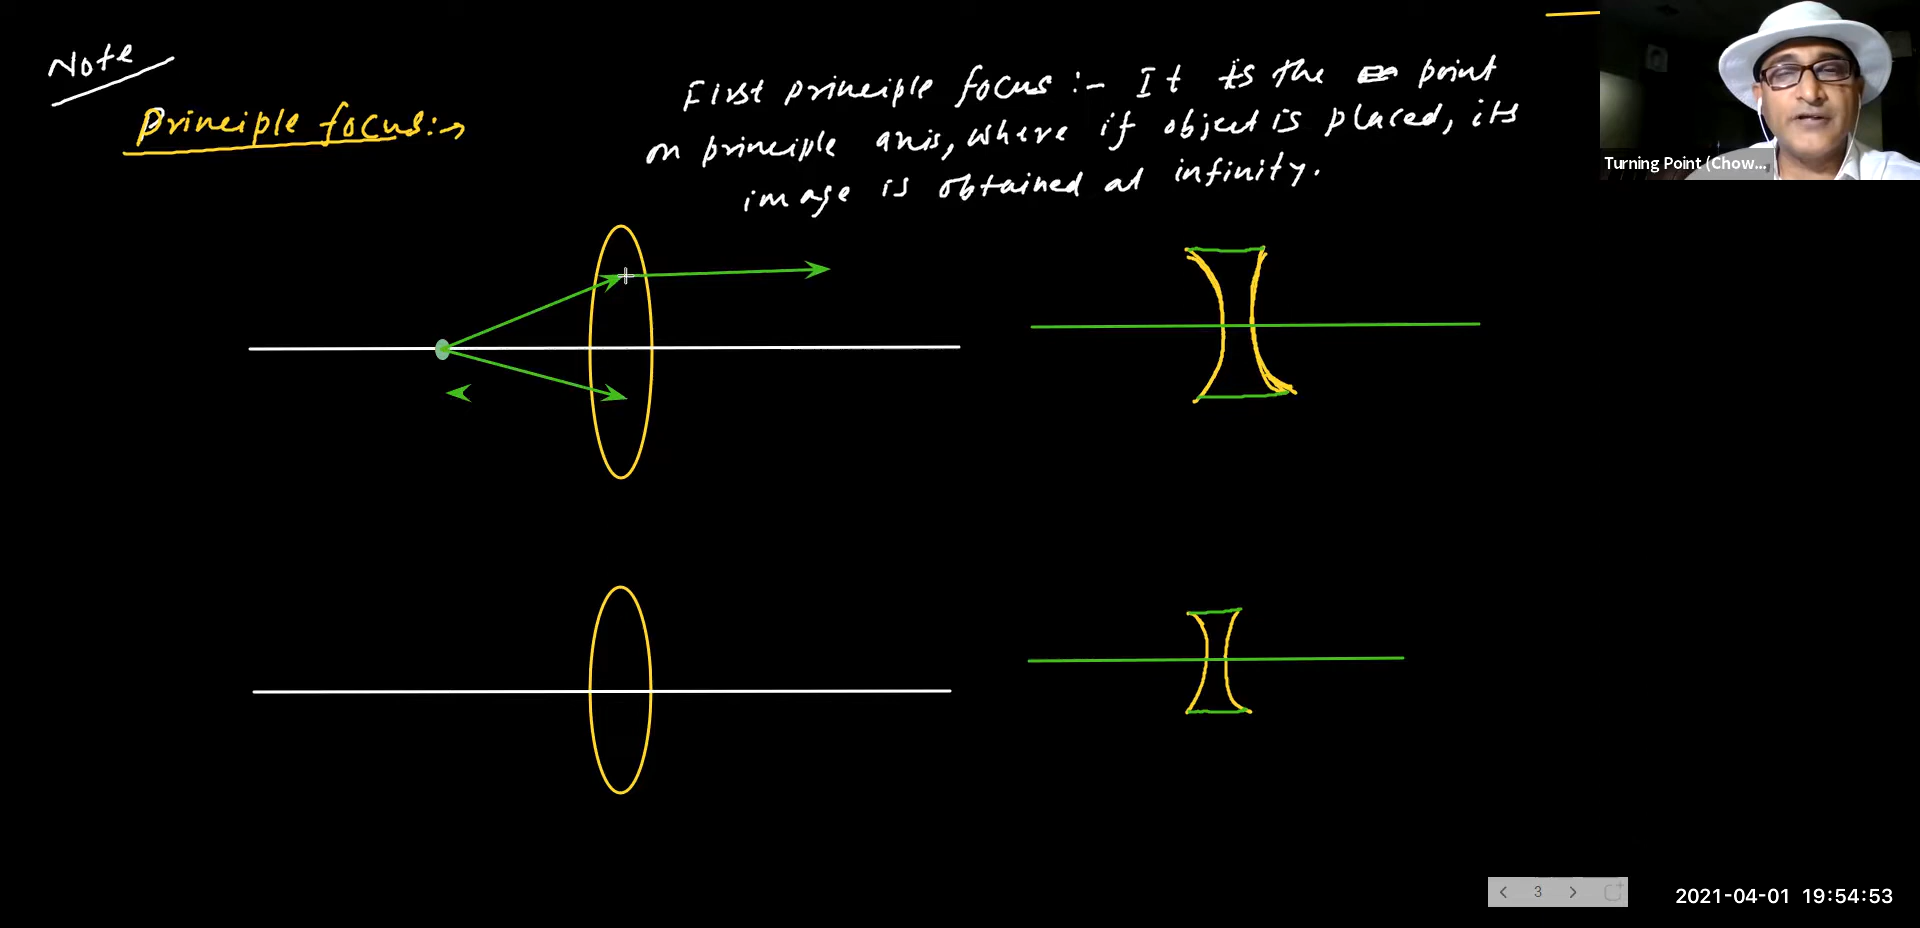 Note
Principle focus:→
First principle focus:- It is the point
on principle axis, where if object is placed, its
image is obtained at infinity.
Turning Point (Chow...
3
2021-04-01 19:54:53